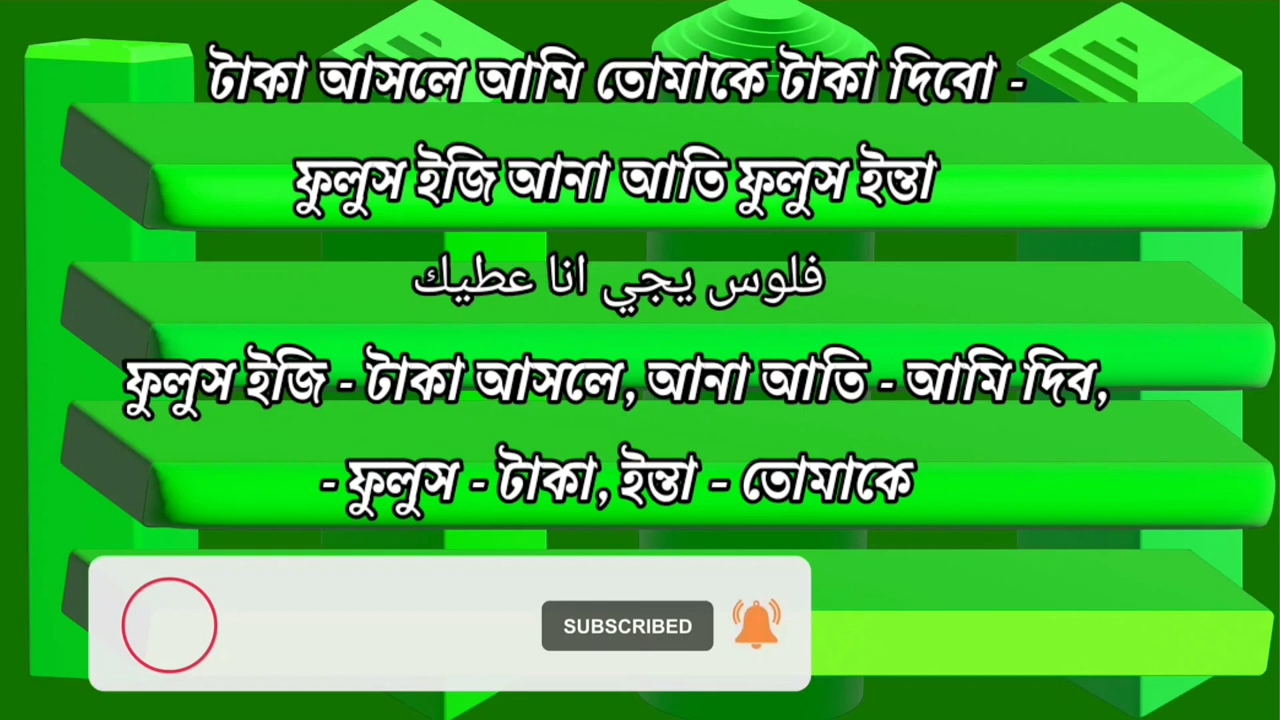 টাকা আসলে আমি তোমাকে টাকা দিবো -
ফুলুস ইজি আনা আতি ফুলুস ইন্তা
فلوس يجي انا عطيك
ফুলুস ইজি - টাকা আসলে, আনা আতি - আমি দিব,
- ফুলুস - টাকা, ইন্তা - তোমাকে
SUBSCRIBED